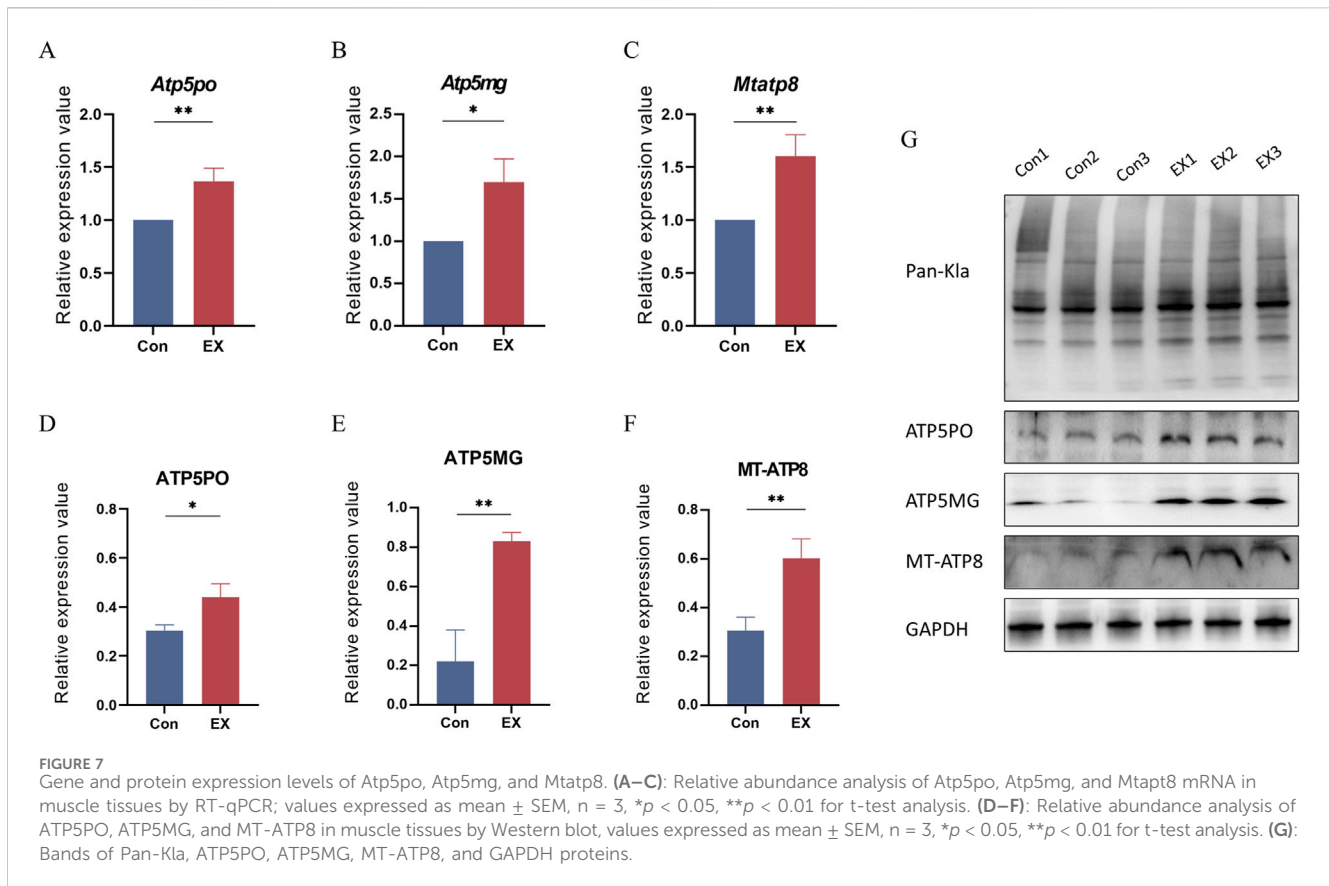 A
Atp5po
**
Relative expression value
2.0
1.5
1.0
0.5
0.0
Con
EX
B
Atp5mg
*
Relative expression value
2.5
2.0
1.5
1.0
0.5
0.0
Con
EX
C
Mtatp8
**
Relative expression value
2.0
1.5
1.0
0.5
0.0
Con
EX
D
ATP5PO
*
Relative expression value
0.8
0.6
0.4
0.2
0.0
Con
EX
E
ATP5MG
**
Relative expression value
1.0
0.8
0.6
0.4
0.2
0.0
Con
EX
F
MT-ATP8
**
Relative expression value
0.8
0.6
0.4
0.2
0.0
Con
EX
G
Con1 Con2 Con3 EX1 EX2 EX3
Pan-Kla
ATP5PO
ATP5MG
MT-ATP8
GAPDH
FIGURE 7
Gene and protein expression levels of Atp5po, Atp5mg, and Mtatp8. (A–C): Relative abundance analysis of Atp5po, Atp5mg, and Mtapt8 mRNA in
muscle tissues by RT-qPCR; values expressed as mean ± SEM, n = 3, *p < 0.05, **p < 0.01 for t-test analysis. (D–F): Relative abundance analysis of
ATP5PO, ATP5MG, and MT-ATP8 in muscle tissues by Western blot, values expressed as mean ± SEM, n = 3, *p < 0.05, **p < 0.01 for t-test analysis. (G):
Bands of Pan-Kla, ATP5PO, ATP5MG, MT-ATP8, and GAPDH proteins.